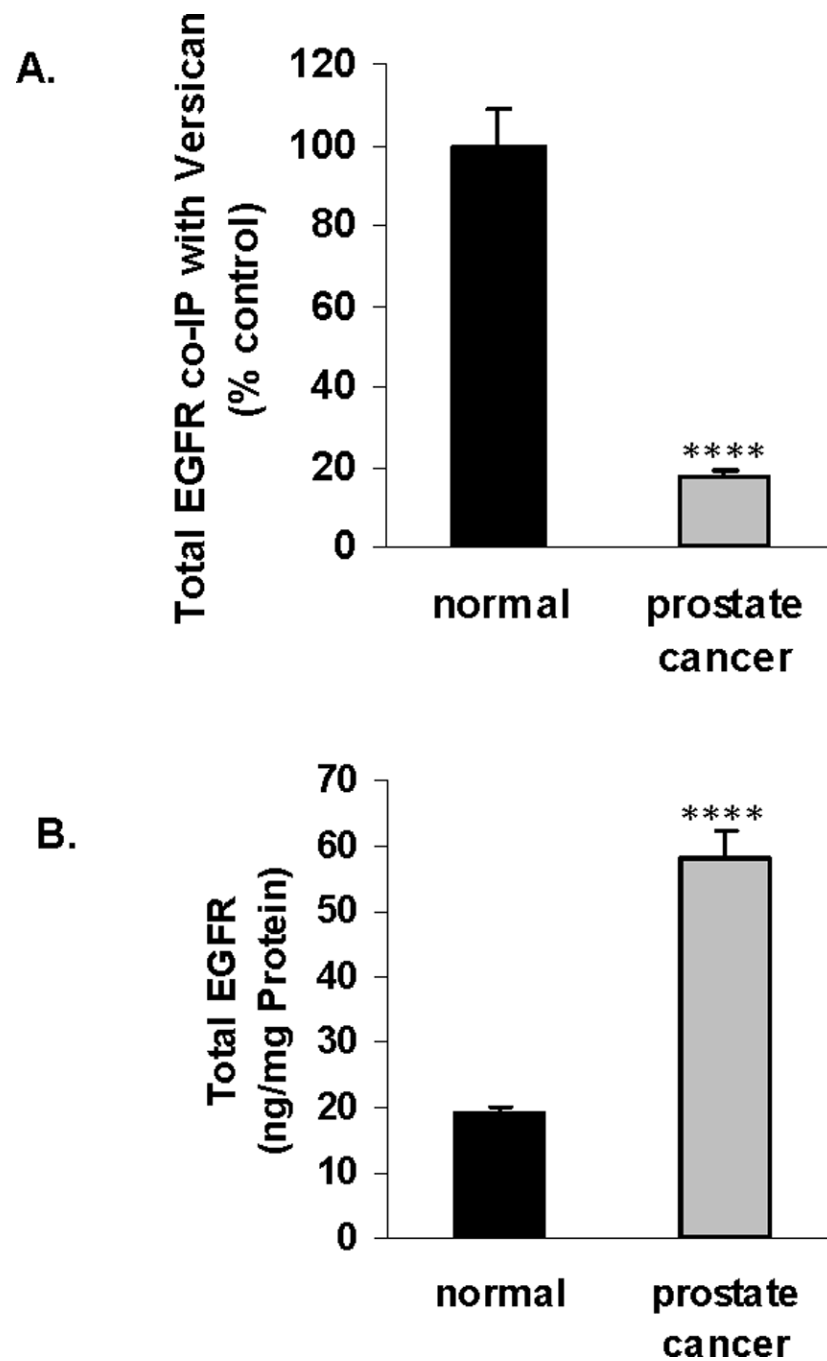 A.
Total EGFR co-IP with Versican
(% control)
120
100
80
60
40
20
0
****
normal
prostate
cancer
B.
Total EGFR
(ng/mg Protein)
70
60
50
40
30
20
10
0
****
normal
prostate
cancer